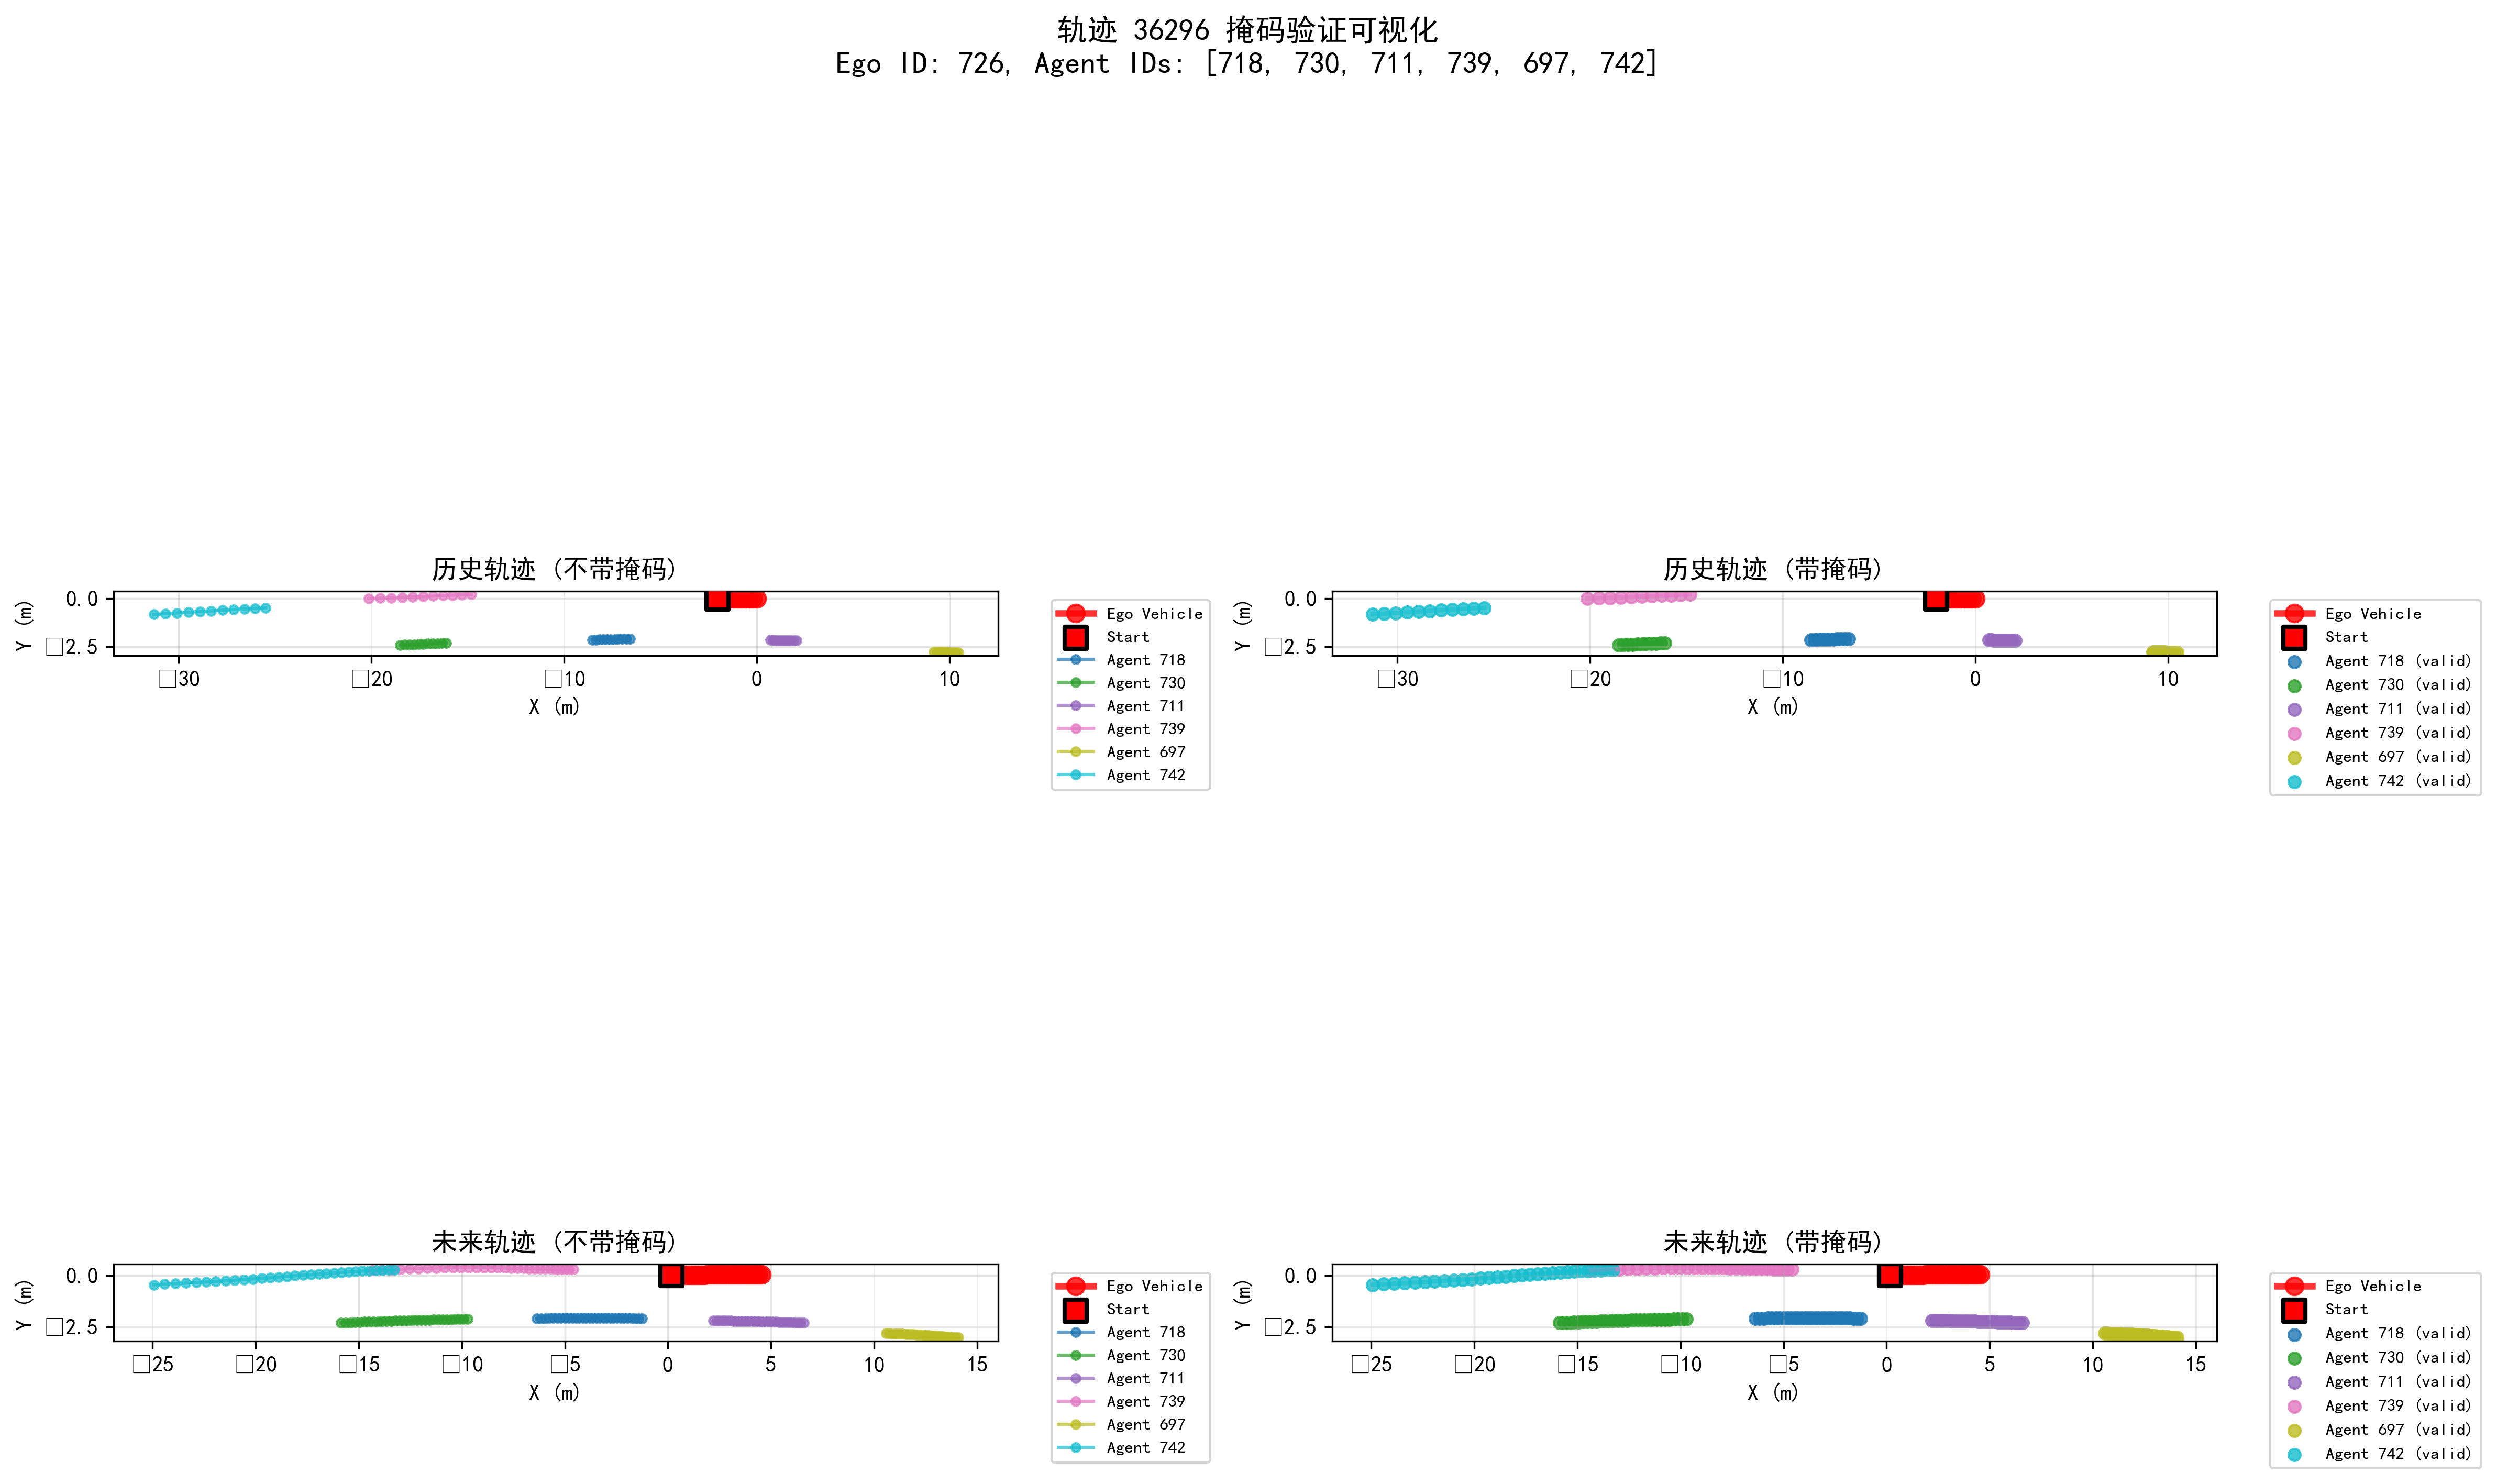 轨迹 36296 掩码验证可视化
Ego ID: 726, Agent IDs: [718, 730, 711, 739, 697, 742]
历史轨迹 (不带掩码)
Y (m)
0.0
□2.5
□30 □20 □10 0 10
X (m)
Ego Vehicle
Start
Agent 718
Agent 730
Agent 711
Agent 739
Agent 697
Agent 742
历史轨迹 (带掩码)
Y (m)
0.0
□2.5
□30 □20 □10 0 10
X (m)
Ego Vehicle
Start
Agent 718 (valid)
Agent 730 (valid)
Agent 711 (valid)
Agent 739 (valid)
Agent 697 (valid)
Agent 742 (valid)
未来轨迹 (不带掩码)
Y (m)
0.0
□2.5
□25 □20 □15 □10 □5 0 5 10 15
X (m)
Ego Vehicle
Start
Agent 718
Agent 730
Agent 711
Agent 739
Agent 697
Agent 742
未来轨迹 (带掩码)
Y (m)
0.0
□2.5
□25 □20 □15 □10 □5 0 5 10 15
X (m)
Ego Vehicle
Start
Agent 718 (valid)
Agent 730 (valid)
Agent 711 (valid)
Agent 739 (valid)
Agent 697 (valid)
Agent 742 (valid)